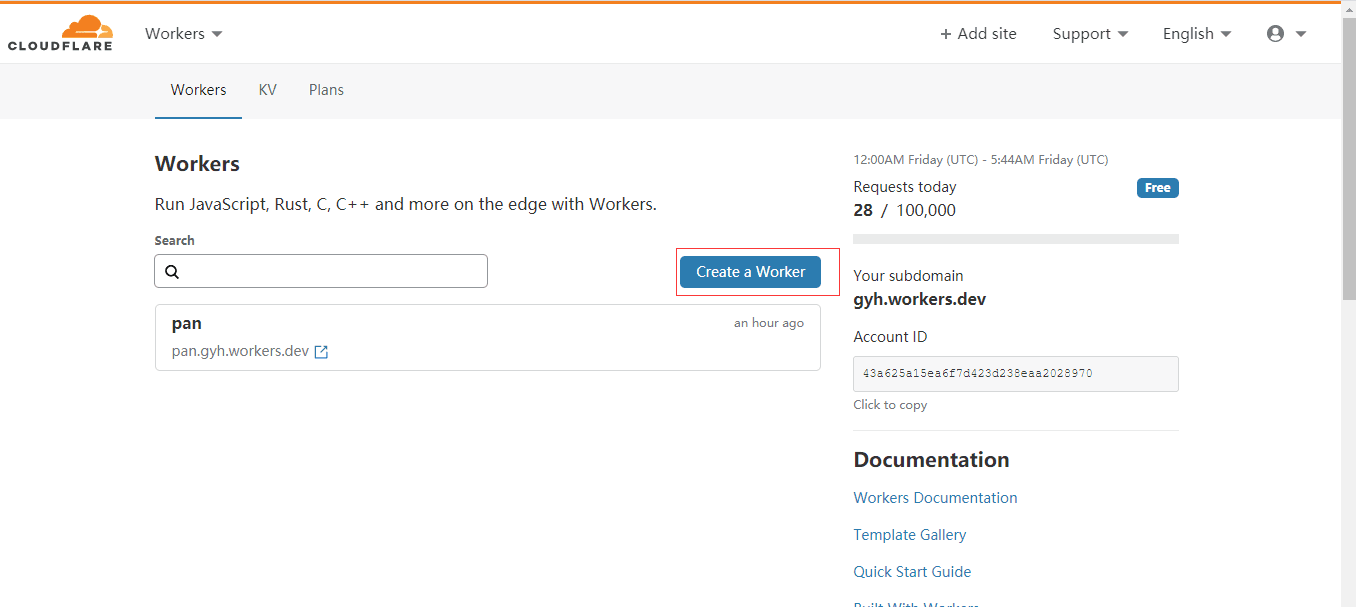 CLOUDFLARE
Workers
+ Add site
Support
English
Workers
KV
Plans
Workers
Run JavaScript, Rust, C, C++ and more on the edge with Workers.
Search
Create a Worker
pan
an hour ago
pan.gyh.workers.dev
12:00AM Friday (UTC) - 5:44AM Friday (UTC)
Requests today
Free
28 / 100,000
Your subdomain
gyh.workers.dev
Account ID
43a625a15ea6f7d423d238eaa2028970
Click to copy
Documentation
Workers Documentation
Template Gallery
Quick Start Guide
Built With Workers